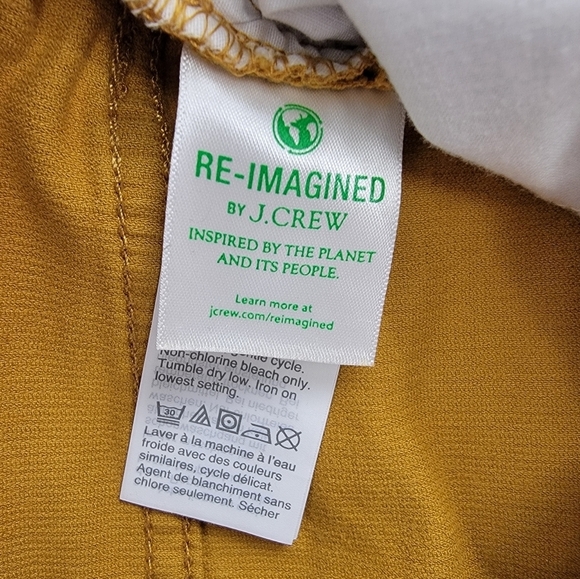 RE-IMAGINED
BY J.CREW
INSPIRED BY THE PLANET
AND ITS PEOPLE.
Learn more at
jcrew.com/reimagined
gentle cycle.
Non-chlorine bleach only.
Tumble dry low. Iron on
lowest setting.
30
Laver à la machine à l'eau
froide avec des couleurs
similaires, cycle délicat.
Agent de blanchiment sans
chlore seulement. Sécher